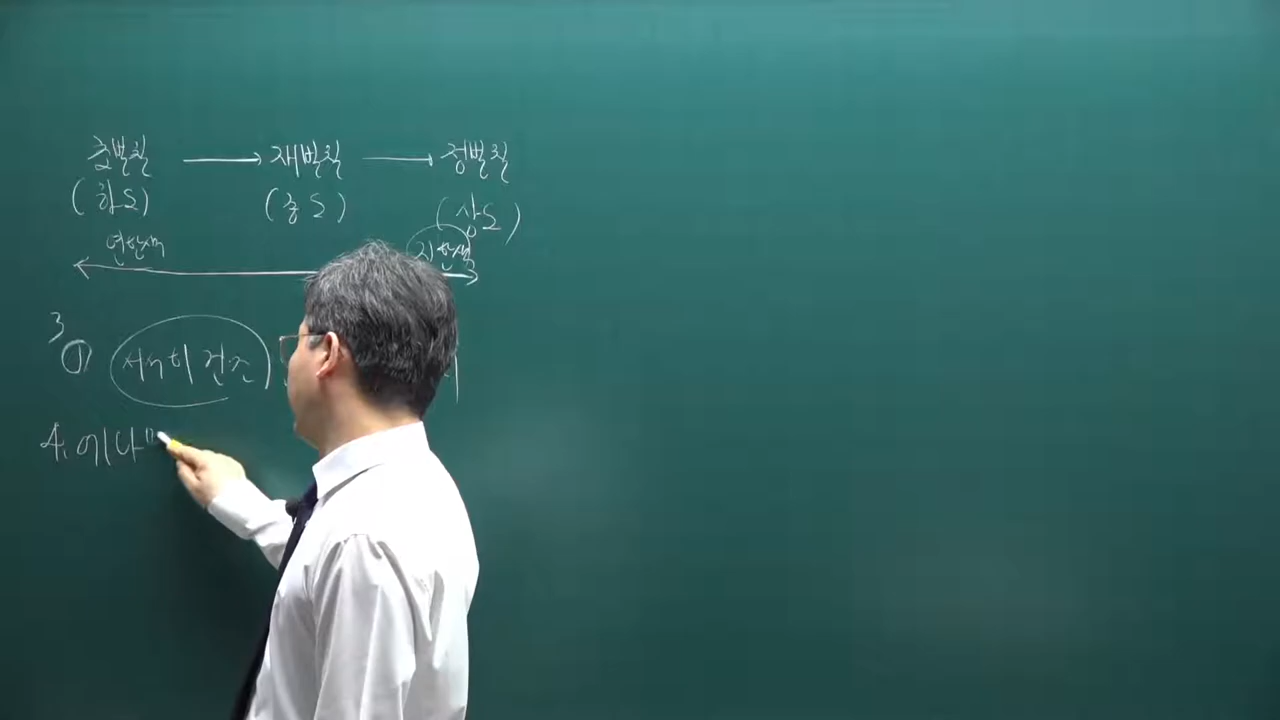 초벌칠 → 재벌칠 → 정벌칠
(하도) (중도) (상도)
연한색 진한색
3
① 서서히 건조
4. 에나